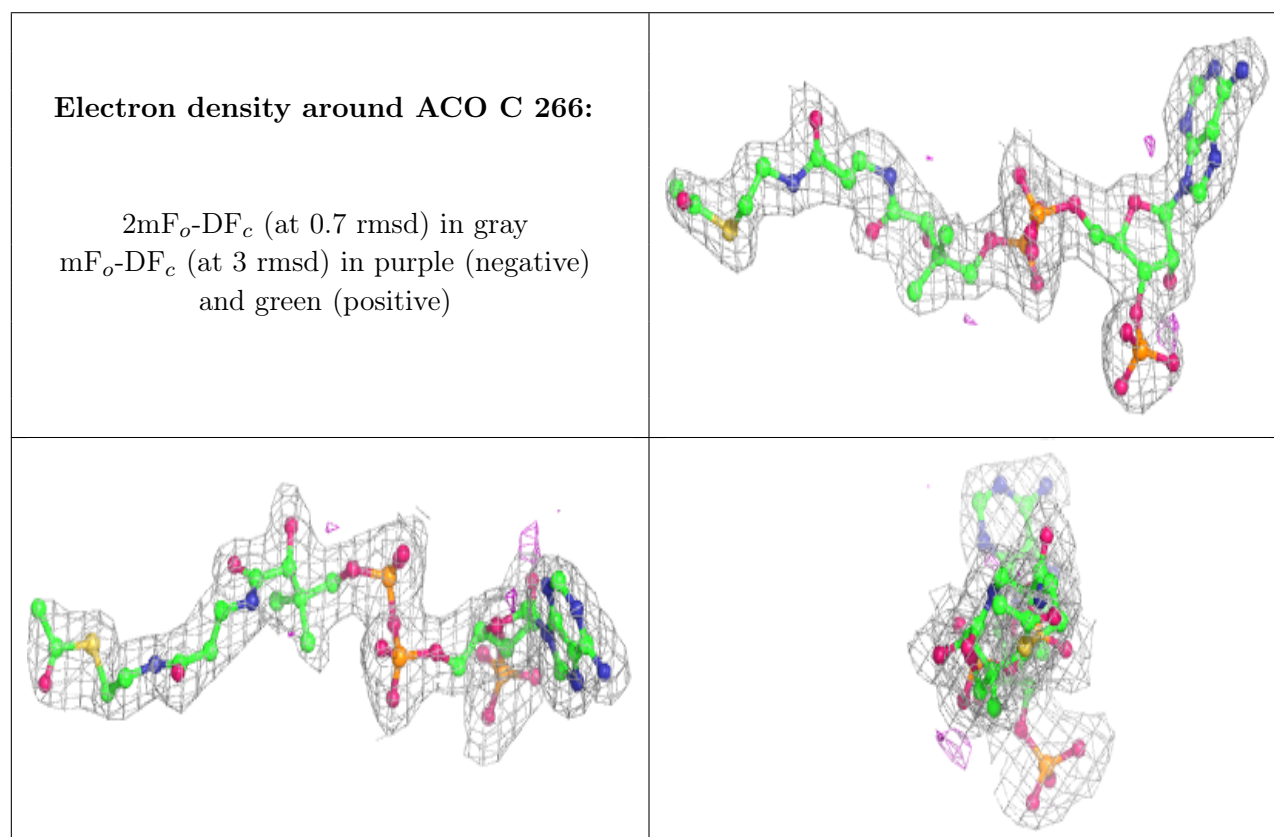 Electron density around ACO C 266:
2mFo-DFc (at 0.7 rmsd) in gray
mFo-DFc (at 3 rmsd) in purple (negative)
and green (positive)